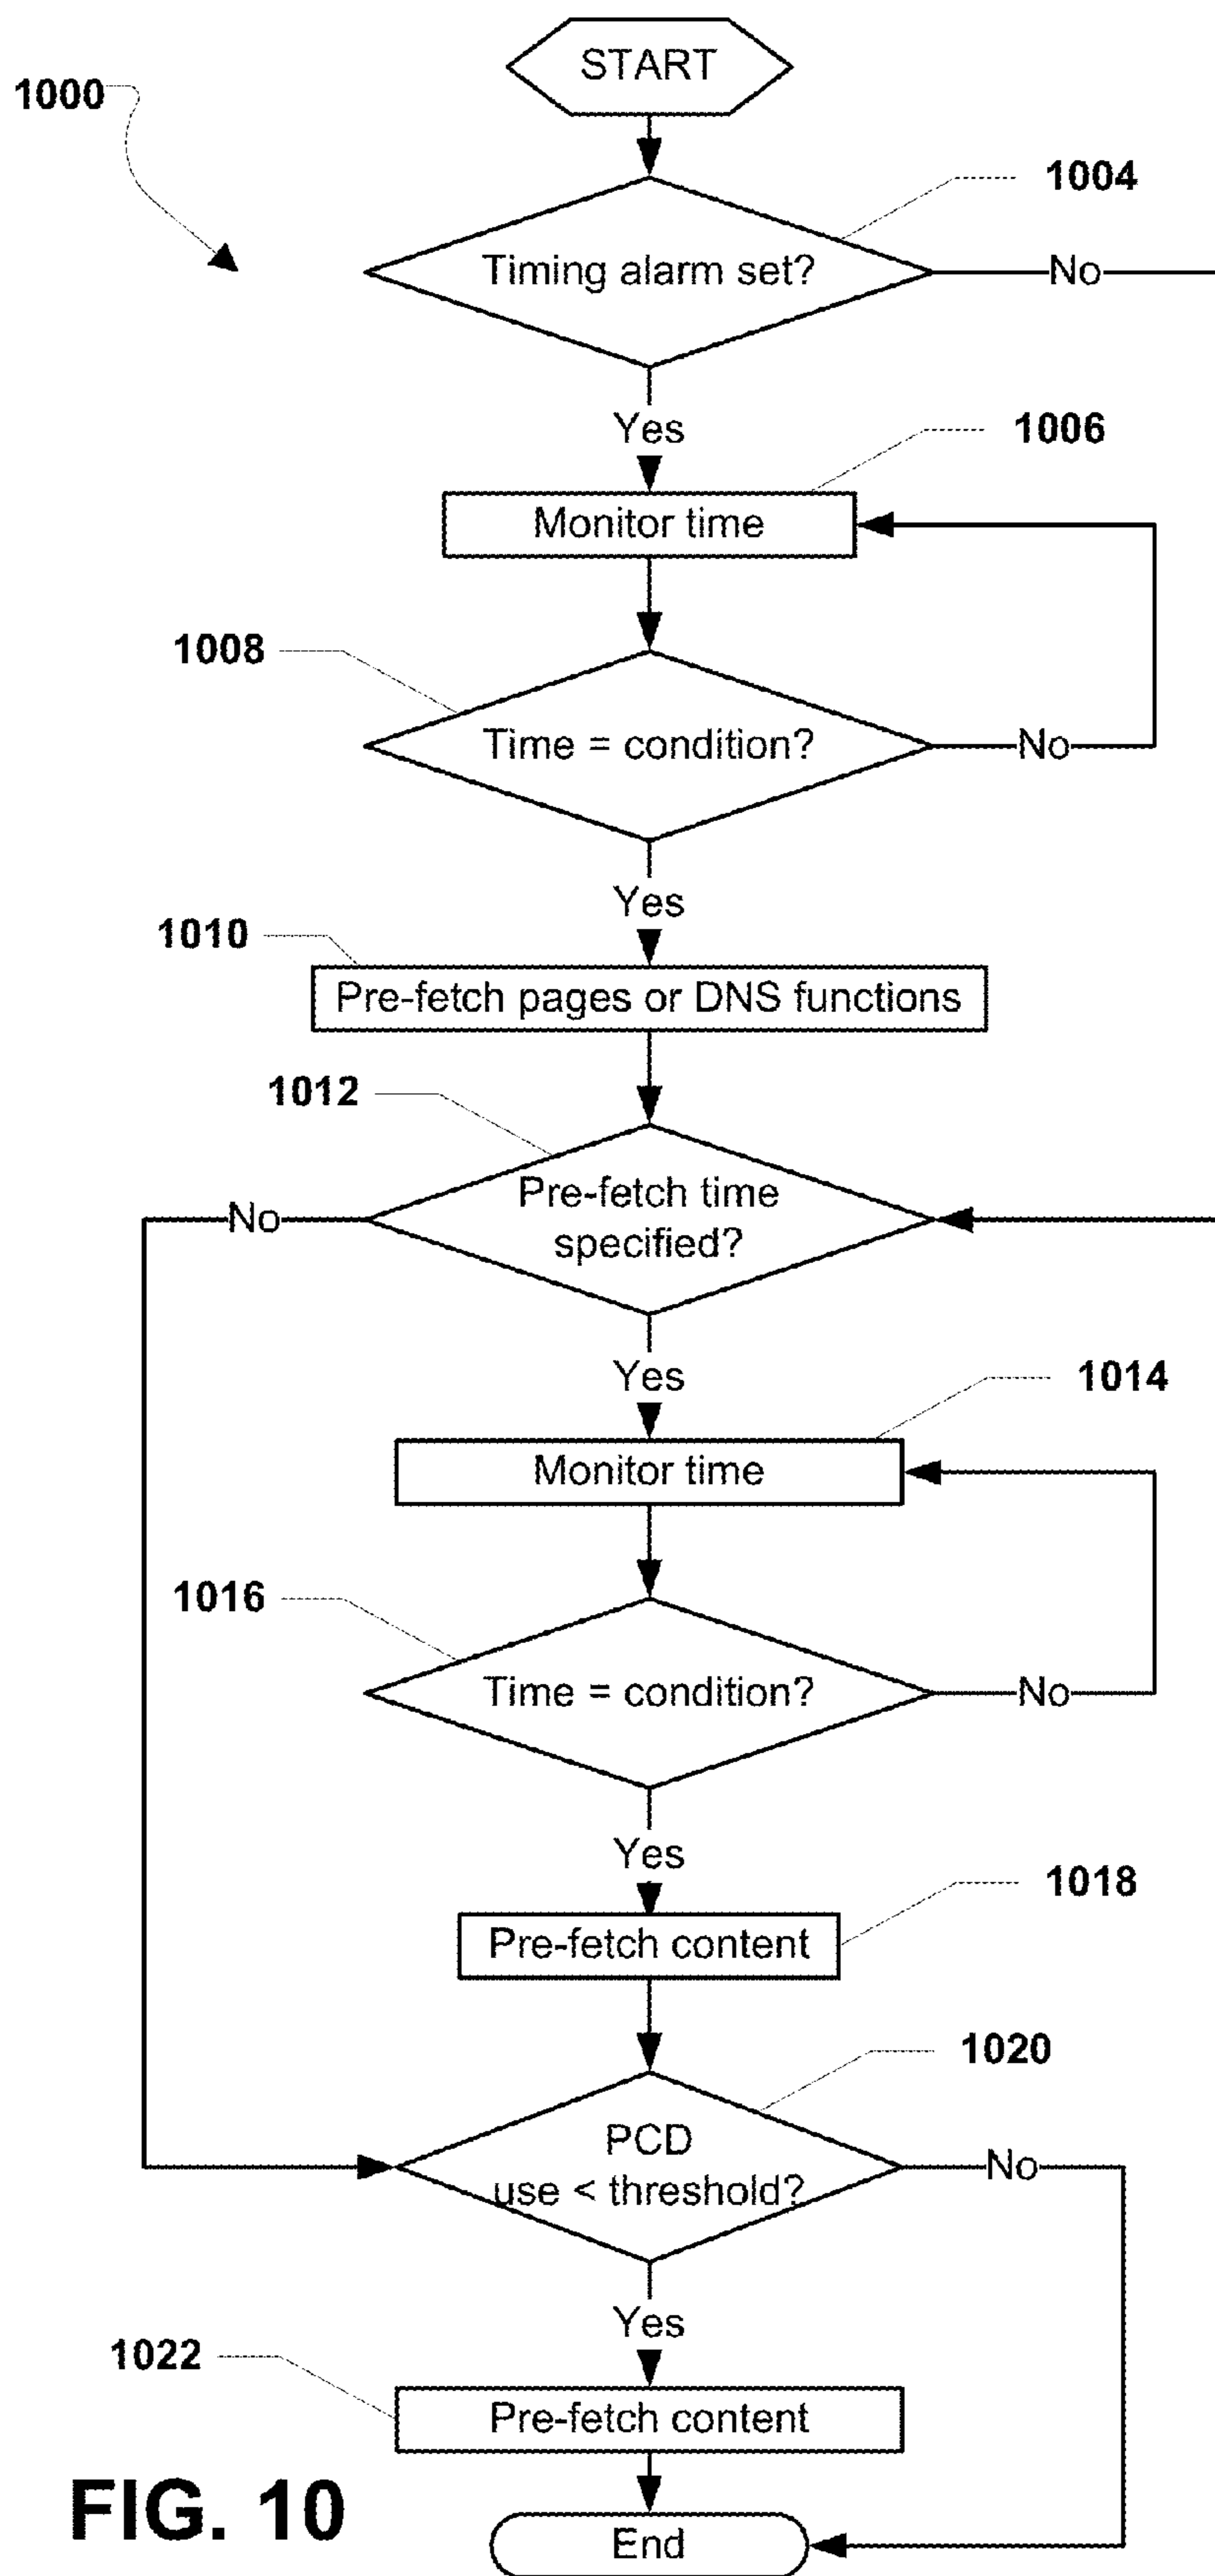 START
1000
1004
Timing alarm set?
No
Yes
1006
Monitor time
1008
Time = condition?
No
Yes
1010
Pre-fetch pages or DNS functions
1012
Pre-fetch time
specified?
No
Yes
1014
Monitor time
1016
Time = condition?
No
Yes
1018
Pre-fetch content
1020
PCD
use < threshold?
No
Yes
1022
Pre-fetch content
FIG. 10
End